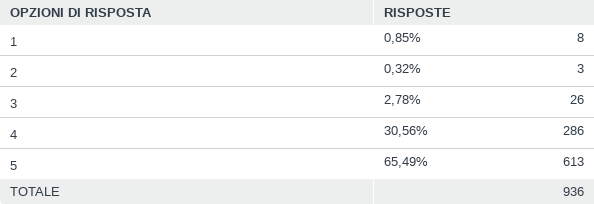 OPZIONI DI RISPOSTA RISPOSTE
1 0,85% 8
2 0,32% 3
3 2,78% 26
4 30,56% 286
5 65,49% 613
TOTALE 936